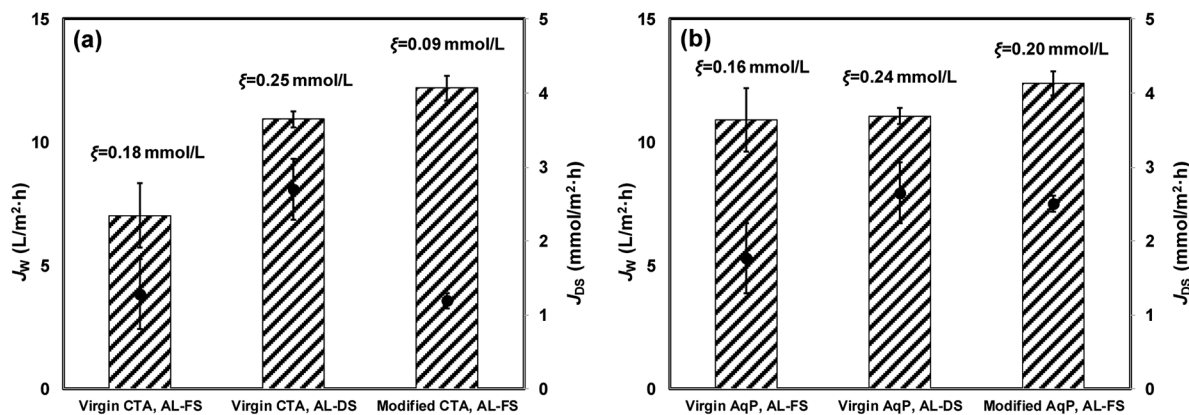 (a)
15
10
5
0
J_W (L/m²·h)
ξ=0.18 mmol/L
ξ=0.25 mmol/L
ξ=0.09 mmol/L
5
4
3
2
1
0
J_DS (mmol/m²·h)
Virgin CTA, AL-FS
Virgin CTA, AL-DS
Modified CTA, AL-FS
(b)
15
10
5
0
J_W (L/m²·h)
ξ=0.16 mmol/L
ξ=0.24 mmol/L
ξ=0.20 mmol/L
5
4
3
2
1
0
J_DS (mmol/m²·h)
Virgin AqP, AL-FS
Virgin AqP, AL-DS
Modified AqP, AL-FS